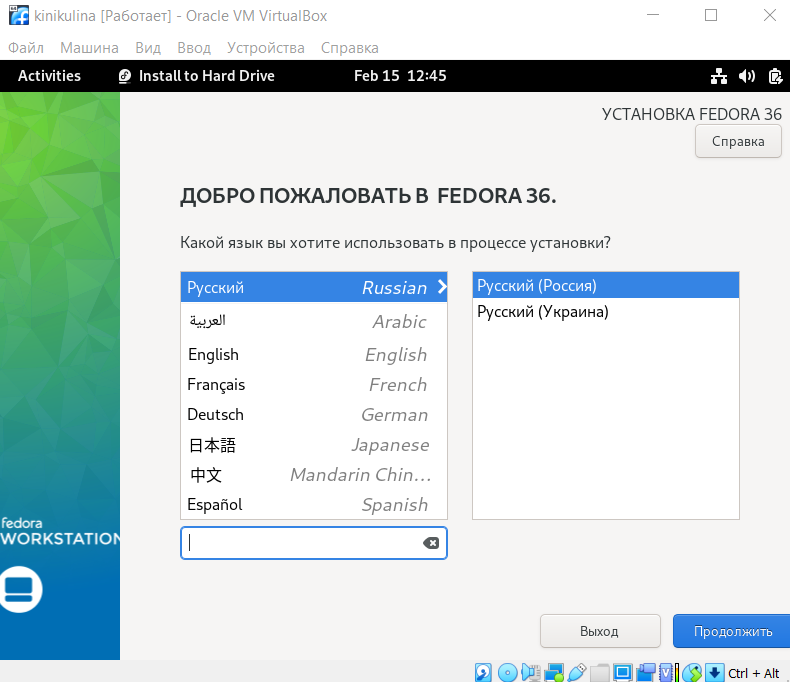 kinikulina [Работает] - Oracle VM VirtualBox
Файл Машина Вид Ввод Устройства Справка
Activities Install to Hard Drive Feb 15 12:45
УСТАНОВКА FEDORA 36
Справка
ДОБРО ПОЖАЛОВАТЬ В FEDORA 36.
Какой язык вы хотите использовать в процессе установки?
Русский Russian Русский (Россия)
العربية Arabic Русский (Украина)
English English
Français French
Deutsch German
日本語 Japanese
中文 Mandarin Chin...
Español Spanish
fedora
WORKSTATION
Выход Продолжить
Ctrl + Alt